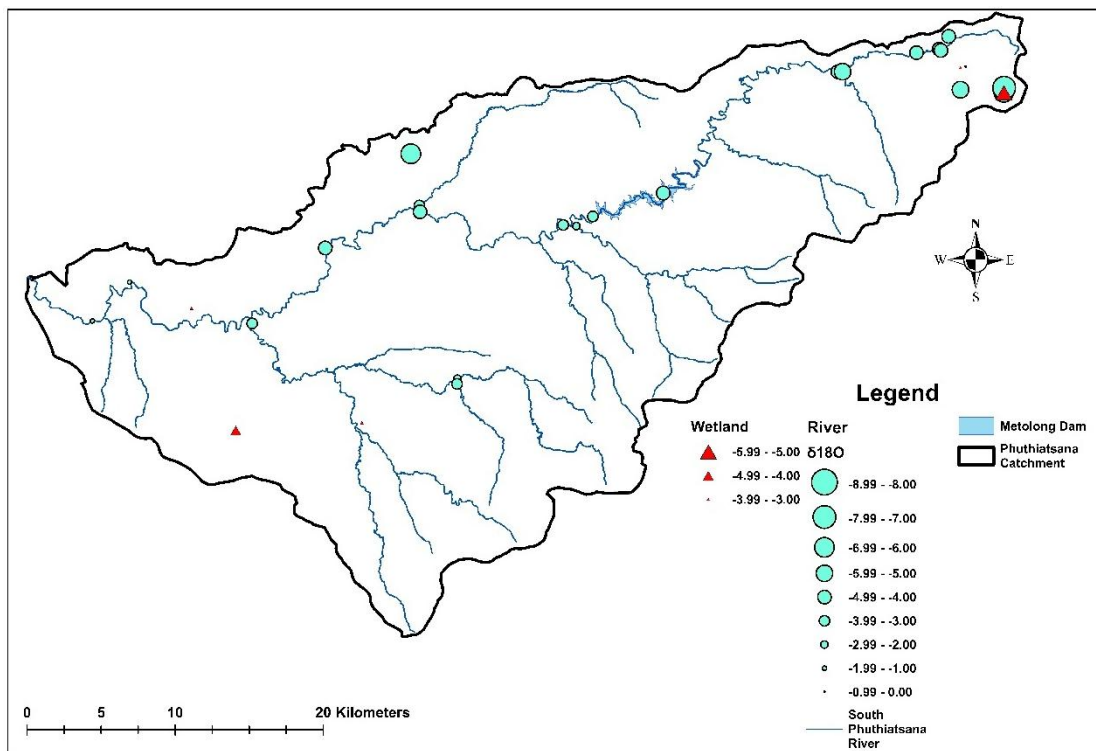 N
W E
S
Legend
Wetland
-5.99 - -5.00
-4.99 - -4.00
-3.99 - -3.00
River
δ18O
-8.99 - -8.00
-7.99 - -7.00
-6.99 - -6.00
-5.99 - -5.00
-4.99 - -4.00
-3.99 - -3.00
-2.99 - -2.00
-1.99 - -1.00
-0.99 - 0.00
South
Phuthiatsana
River
Metolong Dam
Phuthiatsana
Catchment
0 5 10 20 Kilometers